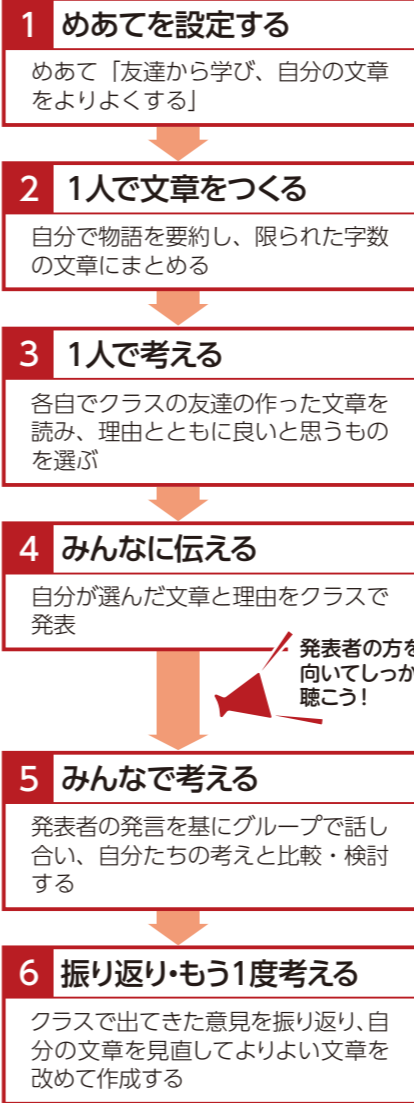 1 めあてを設定する
めあて「友達から学び、自分の文章
をよりよくする」
2 1人で文章をつくる
自分で物語を要約し、限られた字数
の文章にまとめる
3 1人で考える
各自でクラスの友達の作った文章を
読み、理由とともに良いと思うもの
を選ぶ
4 みんなに伝える
自分が選んだ文章と理由をクラスで
発表
発表者の方を
向いてしっか
聴こう!
5 みんなで考える
発表者の発言を基にグループで話し
合い、自分たちの考えと比較・検討
する
6 振り返り・もう1度考える
クラスで出てきた意見を振り返り、自
分の文章を見直してよりよい文章を
改めて作成する